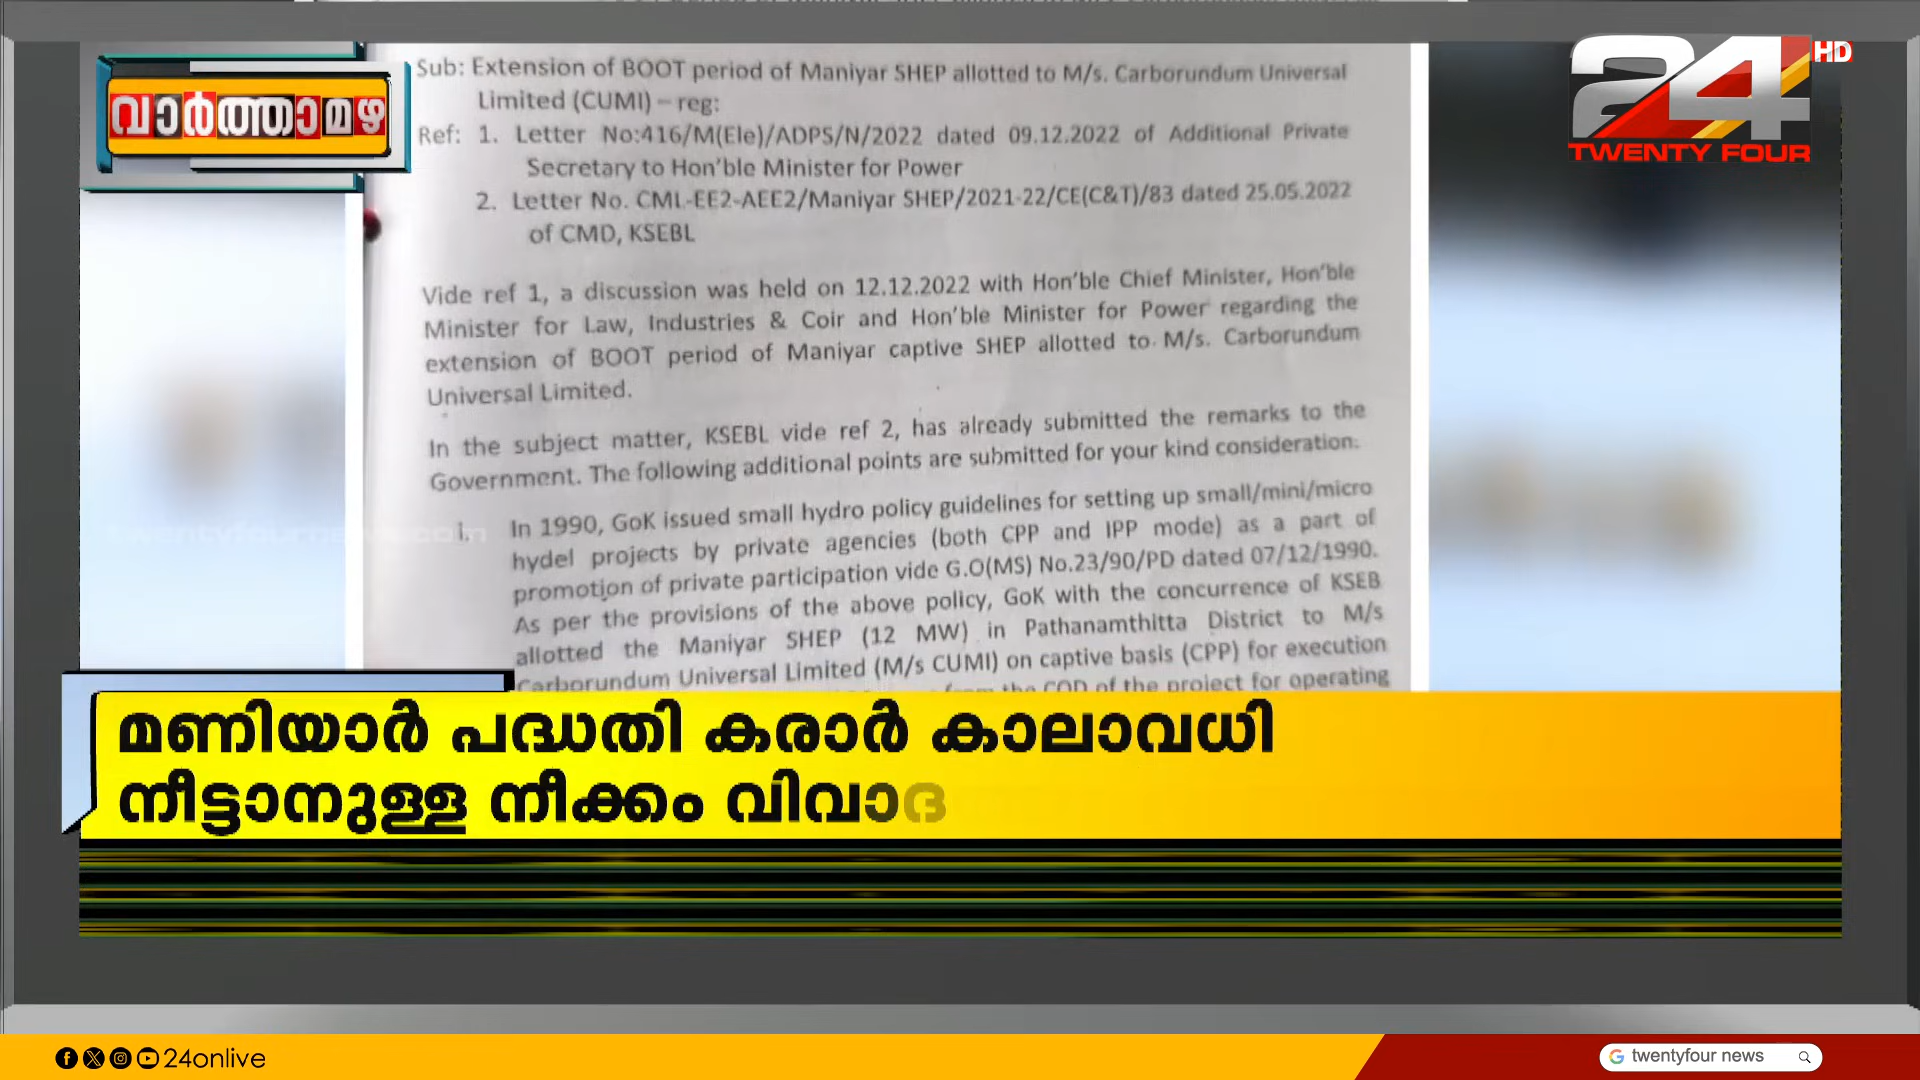 Sub: Extension of BOOT period of Maniyar SHEP allotted to M/s. Carborundum Universal
Limited (CUMI) – reg:
Ref: 1. Letter No:416/M(Ele)/ADPS/N/2022 dated 09.12.2022 of Additional Private
Secretary to Hon'ble Minister for Power
2. Letter No. CML-EE2-AEE2/Maniyar SHEP/2021-22/CE(C&T)/83 dated 25.05.2022
of CMD, KSEBL
Vide ref 1, a discussion was held on 12.12.2022 with Hon'ble Chief Minister, Hon'ble
Minister for Law, Industries & Coir and Hon'ble Minister for Power regarding the
extension of BOOT period of Maniyar captive SHEP allotted to M/s. Carborundum
Universal Limited.
In the subject matter, KSEBL vide ref 2, has already submitted the remarks to the
Government. The following additional points are submitted for your kind consideration.
i. In 1990, GoK issued small hydro policy guidelines for setting up small/mini/micro
hydel projects by private agencies (both CPP and IPP mode) as a part of
promotion of private participation vide G.O(MS) No.23/90/PD dated 07/12/1990.
As per the provisions of the above policy, GoK with the concurrence of KSEB
allotted the Maniyar SHEP (12 MW) in Pathanamthitta District to M/s
Carborundum Universal Limited (M/s CUMI) on captive basis (CPP) for execution
the COD of the project for operating
വാർത്താമഴ
24 HD
TWENTY FOUR
twentyfournews.com
മണിയാർ പദ്ധതി കരാർ കാലാവധി
നീട്ടാനുള്ള നീക്കം വിവാദ
24onlive
twentyfour news